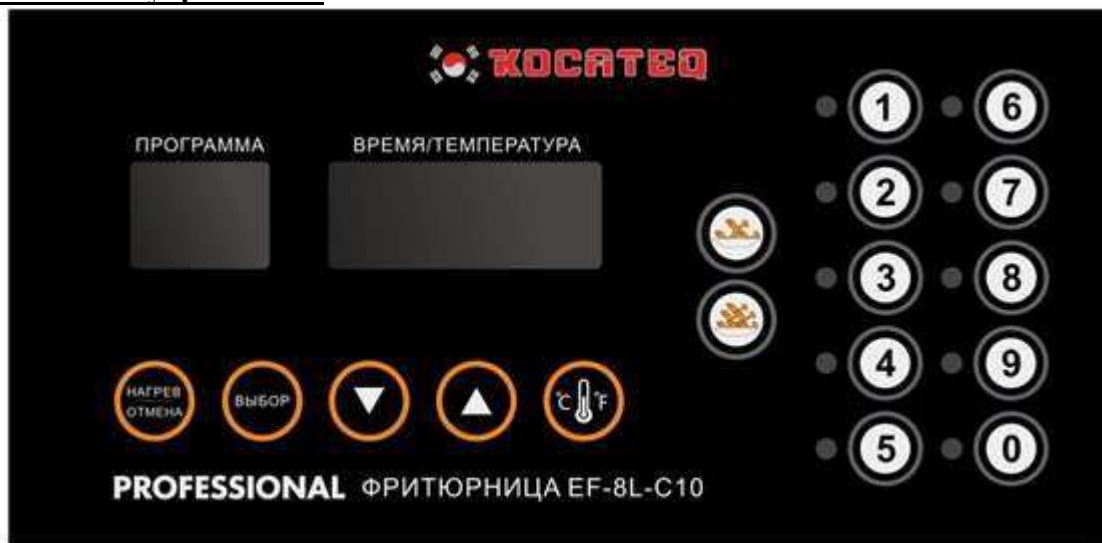 KOCATEQ
ПРОГРАММА
ВРЕМЯ/ТЕМПЕРАТУРА
1 6
2 7
3 8
4 9
5 0
НАГРЕВ
ОТМЕНА
ВЫБОР
°C °F
PROFESSIONAL ФРИТЮРНИЦА EF-8L-C10